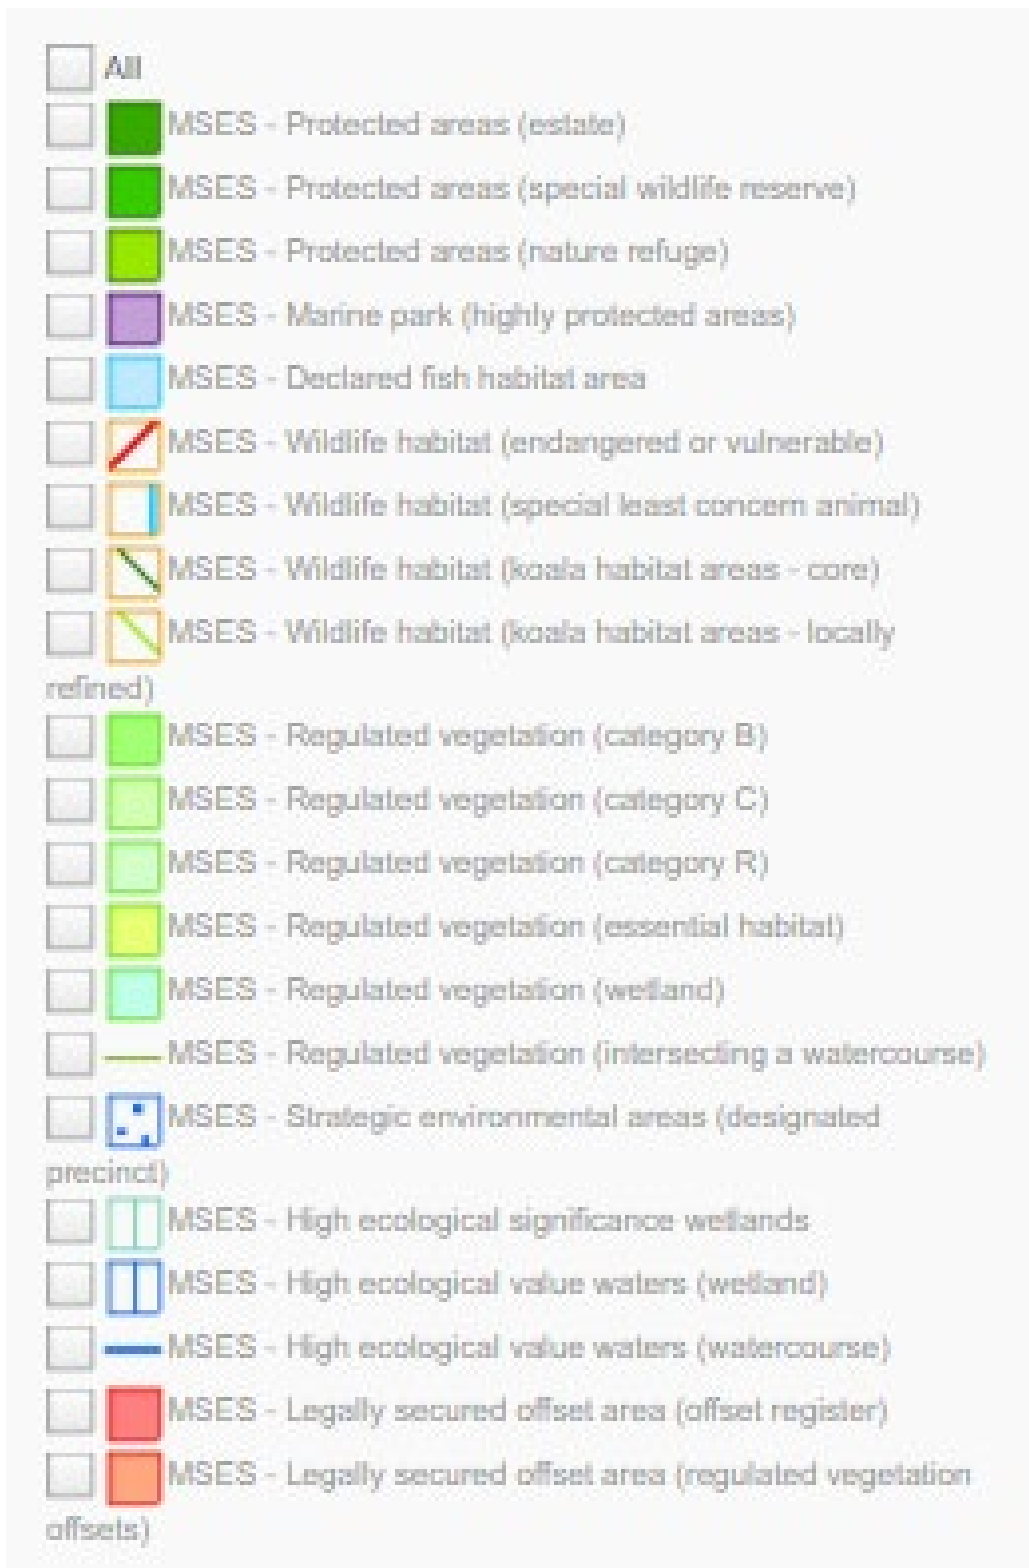 All
MSES - Protected areas (estate)
MSES - Protected areas (special wildlife reserve)
MSES - Protected areas (nature refuge)
MSES - Marine park (highly protected areas)
MSES - Declared fish habitat area
MSES - Wildlife habitat (endangered or vulnerable)
MSES - Wildlife habitat (special least concern animal)
MSES - Wildlife habitat (koala habitat areas - core)
MSES - Wildlife habitat (koala habitat areas - locally
refined)
MSES - Regulated vegetation (category B)
MSES - Regulated vegetation (category C)
MSES - Regulated vegetation (category R)
MSES - Regulated vegetation (essential habitat)
MSES - Regulated vegetation (wetland)
MSES - Regulated vegetation (intersecting a watercourse)
MSES - Strategic environmental areas (designated
precinct)
MSES - High ecological significance wetlands
MSES - High ecological value waters (wetland)
MSES - High ecological value waters (watercourse)
MSES - Legally secured offset area (offset register)
MSES - Legally secured offset area (regulated vegetation
offsets)